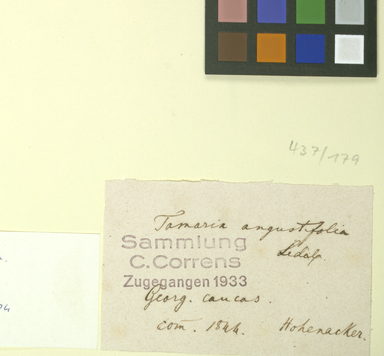 437/179
Tamarix angustifolia
Ledeb.
Sammlung
C. Correns
Zugegangen 1933
Georg. caucas.
com. 1844. Hohenacker.